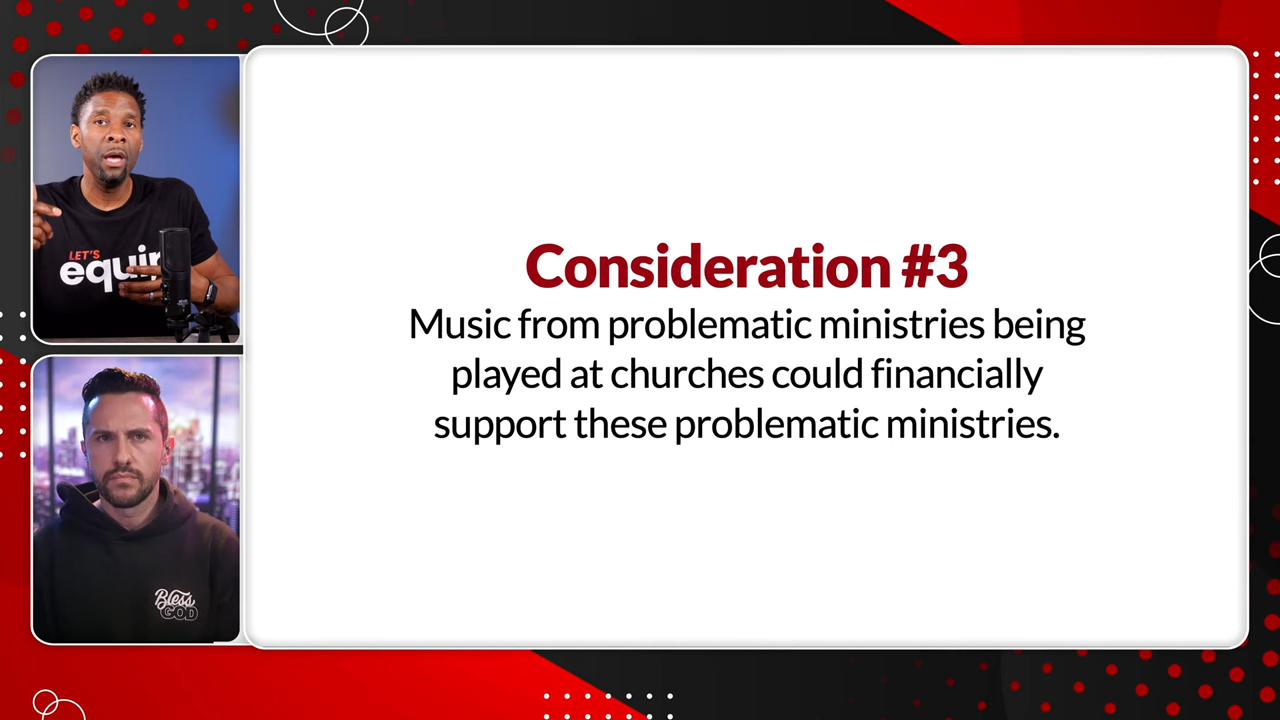 LET'S
equip
Bless
GOD
Consideration #3
Music from problematic ministries being
played at churches could financially
support these problematic ministries.